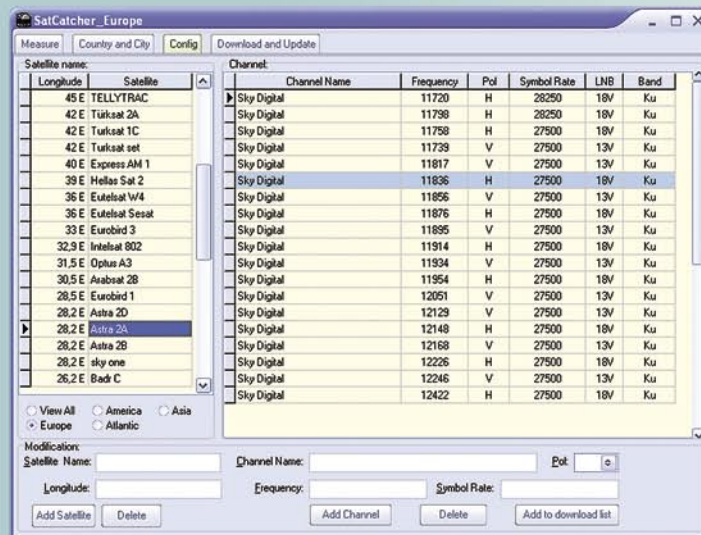 SatCatcher_Europe
Measure Country and City Config Download and Update
Satellite name: Channel:
Longitude Satellite Channel Name Frequency Pol Symbol Rate LNB Band
45 E TELLYTRAC Sky Digital 11720 H 28250 18V Ku
42 E Türksat 2A Sky Digital 11798 H 28250 18V Ku
42 E Turksat 1C Sky Digital 11758 H 27500 18V Ku
42 E Turksat set Sky Digital 11739 V 27500 13V Ku
40 E Express AM 1 Sky Digital 11817 V 27500 13V Ku
39 E Hellas Sat 2 Sky Digital 11836 H 27500 18V Ku
36 E Eutelsat W4 Sky Digital 11856 V 27500 13V Ku
36 E Eutelsat Sesat Sky Digital 11876 H 27500 18V Ku
33 E Eurobird 3 Sky Digital 11895 V 27500 13V Ku
32,9 E Intelsat 802 Sky Digital 11914 H 27500 18V Ku
31,5 E Optus A3 Sky Digital 11934 V 27500 13V Ku
30,5 E Arabsat 2B Sky Digital 11954 H 27500 18V Ku
28,5 E Eurobird 1 Sky Digital 12051 V 27500 13V Ku
28,2 E Astra 2D Sky Digital 12129 V 27500 13V Ku
28,2 E Astra 2A Sky Digital 12148 H 27500 18V Ku
28,2 E Astra 2B Sky Digital 12168 V 27500 13V Ku
28,2 E sky one Sky Digital 12226 H 27500 18V Ku
26,2 E Badr C Sky Digital 12246 V 27500 13V Ku
Sky Digital 12422 H 27500 18V Ku
View All America Asia
Europe Atlantic
Modification:
Satellite Name: Channel Name: Pol:
Longitude: Frequency: Symbol Rate:
Add Satellite Delete Add Channel Delete Add to download list